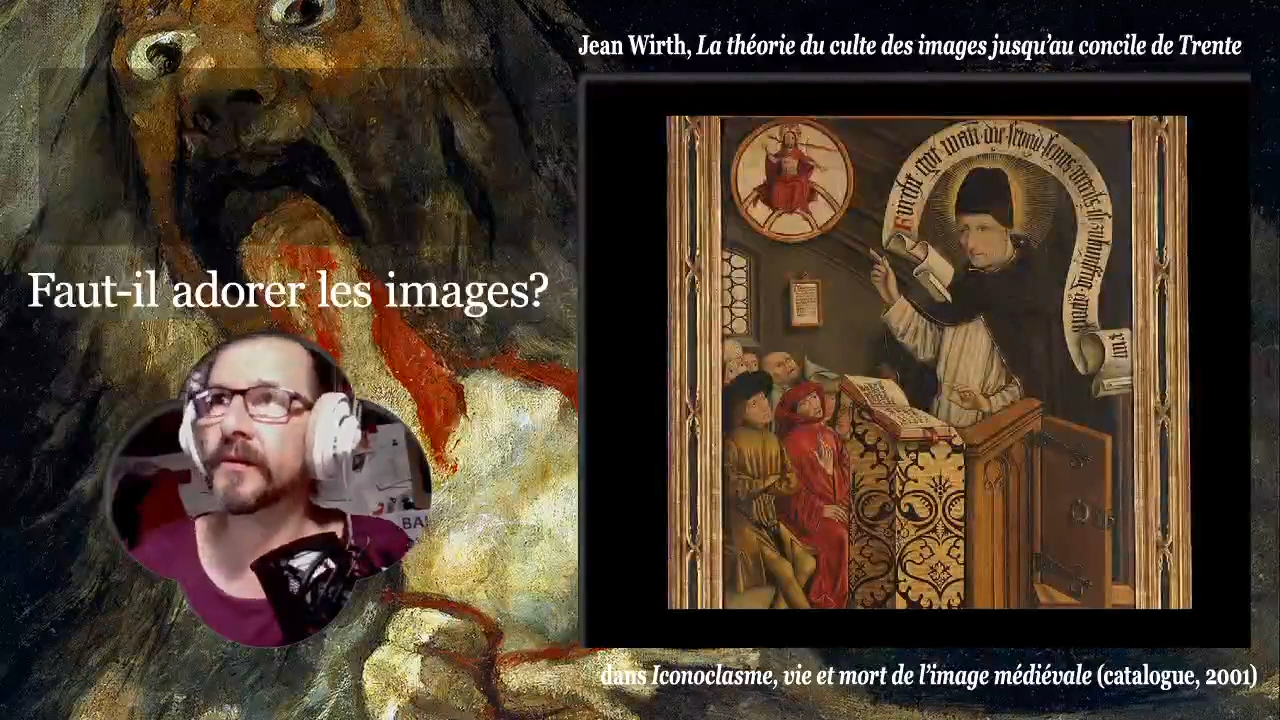 Jean Wirth, La théorie du culte des images jusqu'au concile de Trente
Faut-il adorer les images?
BAL
dans Iconoclasme, vie et mort de l'image médiévale (catalogue, 2001)